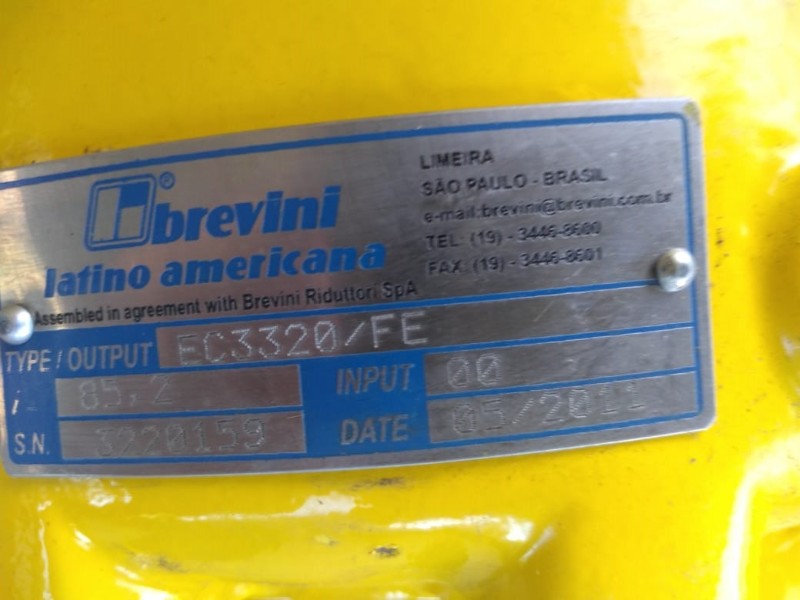 brevini®
latino americana
Assembled in agreement with Brevini Riduttori SpA
LIMEIRA
SÃO PAULO - BRASIL
e-mail:brevini@brevini.com.br
TEL: (19) - 3446-8600
FAX: (19) - 3446-8601
TYPE / OUTPUT EC3320/FE
i= 85,2 INPUT 00
S.N. 3220159 DATE 05/2011